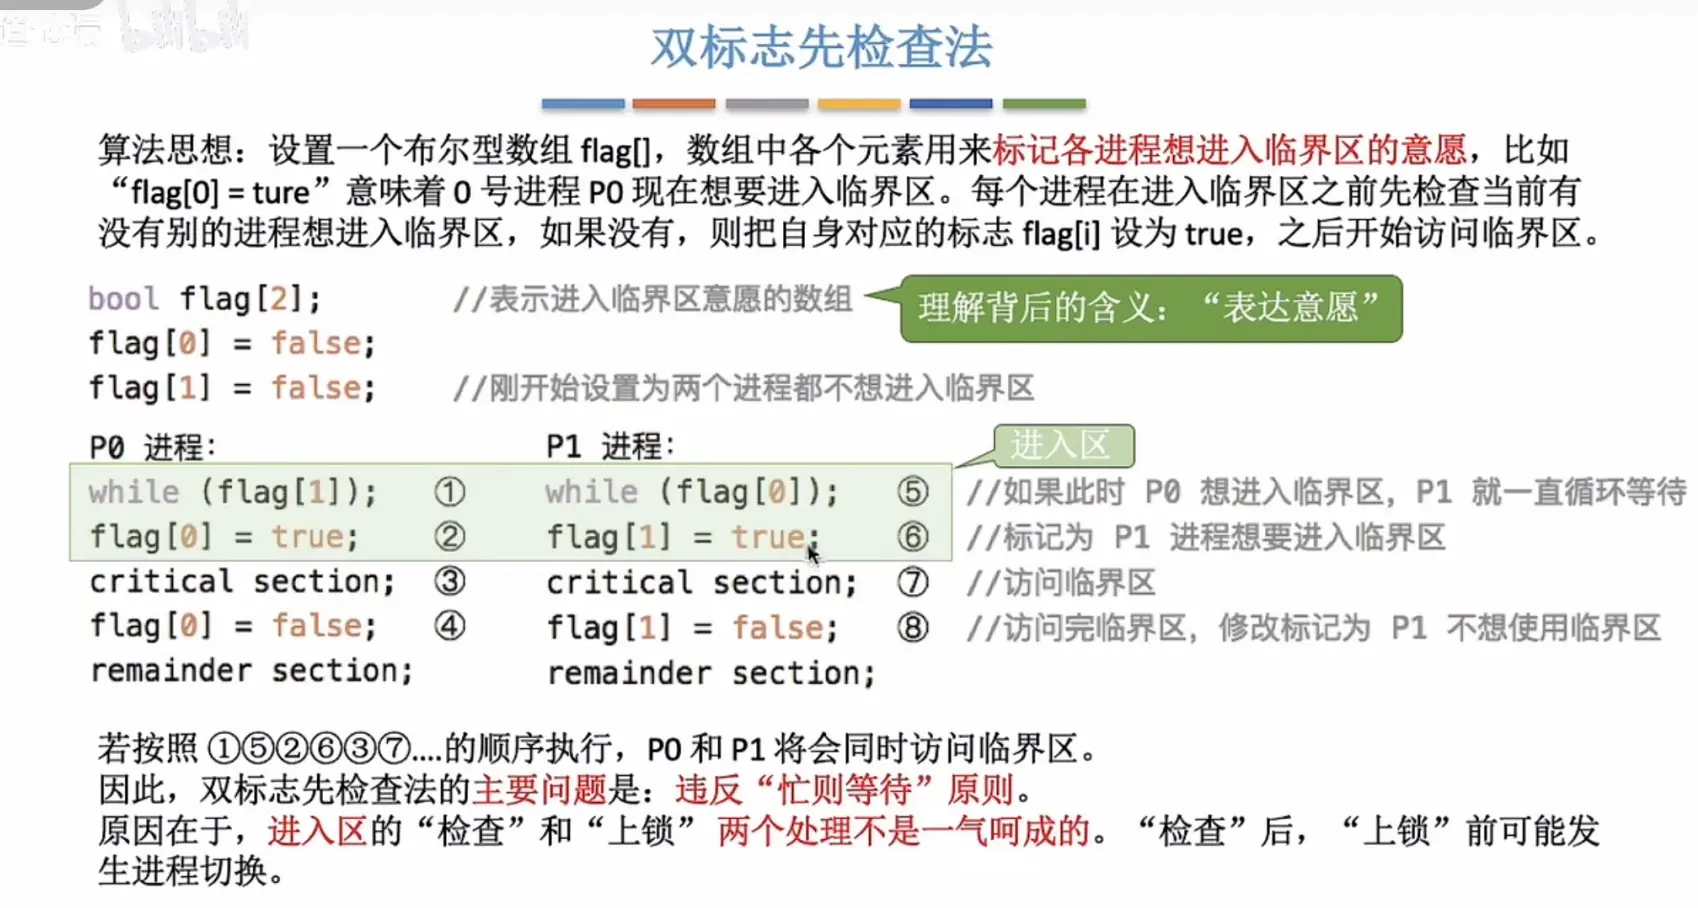 bilibili
双标志先检查法
算法思想：设置一个布尔型数组 flag[]，数组中各个元素用来标记各进程想进入临界区的意愿，比如
“flag[0] = ture”意味着 0 号进程 P0 现在想要进入临界区。每个进程在进入临界区之前先检查当前有
没有别的进程想进入临界区，如果没有，则把自身对应的标志 flag[i] 设为 true，之后开始访问临界区。
bool flag[2]; //表示进入临界区意愿的数组
理解背后的含义：“表达意愿”
flag[0] = false;
flag[1] = false; //刚开始设置为两个进程都不想进入临界区
P0 进程： P1 进程：
进入区
while (flag[1]); ① while (flag[0]); ⑤ //如果此时 P0 想进入临界区，P1 就一直循环等待
flag[0] = true; ② flag[1] = true; ⑥ //标记为 P1 进程想要进入临界区
critical section; ③ critical section; ⑦ //访问临界区
flag[0] = false; ④ flag[1] = false; ⑧ //访问完临界区，修改标记为 P1 不想使用临界区
remainder section; remainder section;
若按照 ①⑤②⑥③⑦....的顺序执行，P0 和 P1 将会同时访问临界区。
因此，双标志先检查法的主要问题是：违反“忙则等待”原则。
原因在于，进入区的“检查”和“上锁” 两个处理不是一气呵成的。“检查”后，“上锁”前可能发
生进程切换。